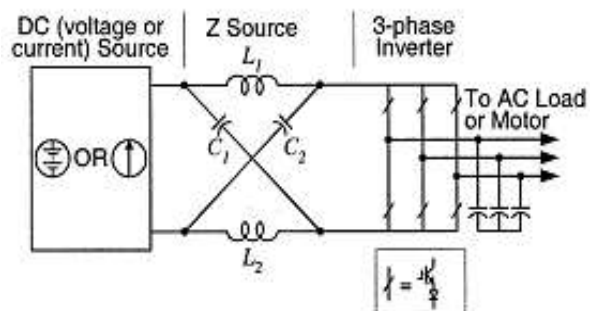 DC (voltage or
current) Source
Z Source
3-phase
Inverter
L1
To AC Load
or Motor
OR
C1
C2
L2
=